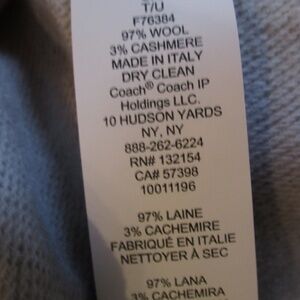 T/U
F76384
97% WOOL
3% CASHMERE
MADE IN ITALY
DRY CLEAN
Coach® Coach IP
Holdings LLC.
10 HUDSON YARDS
NY, NY
888-262-6224
RN# 132154
CA# 57398
10011196
97% LAINE
3% CACHEMIRE
FABRIQUÉ EN ITALIE
NETTOYER À SEC
97% LANA
3% CACHEMIRA